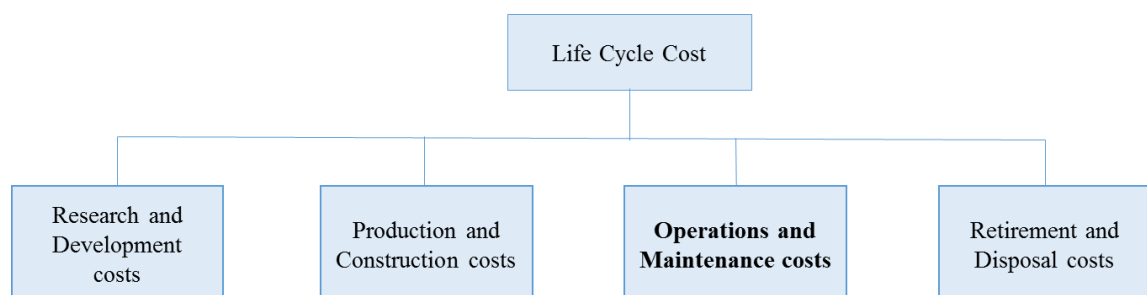 Life Cycle Cost
Research and
Development
costs
Production and
Construction costs
Operations and
Maintenance costs
Retirement and
Disposal costs